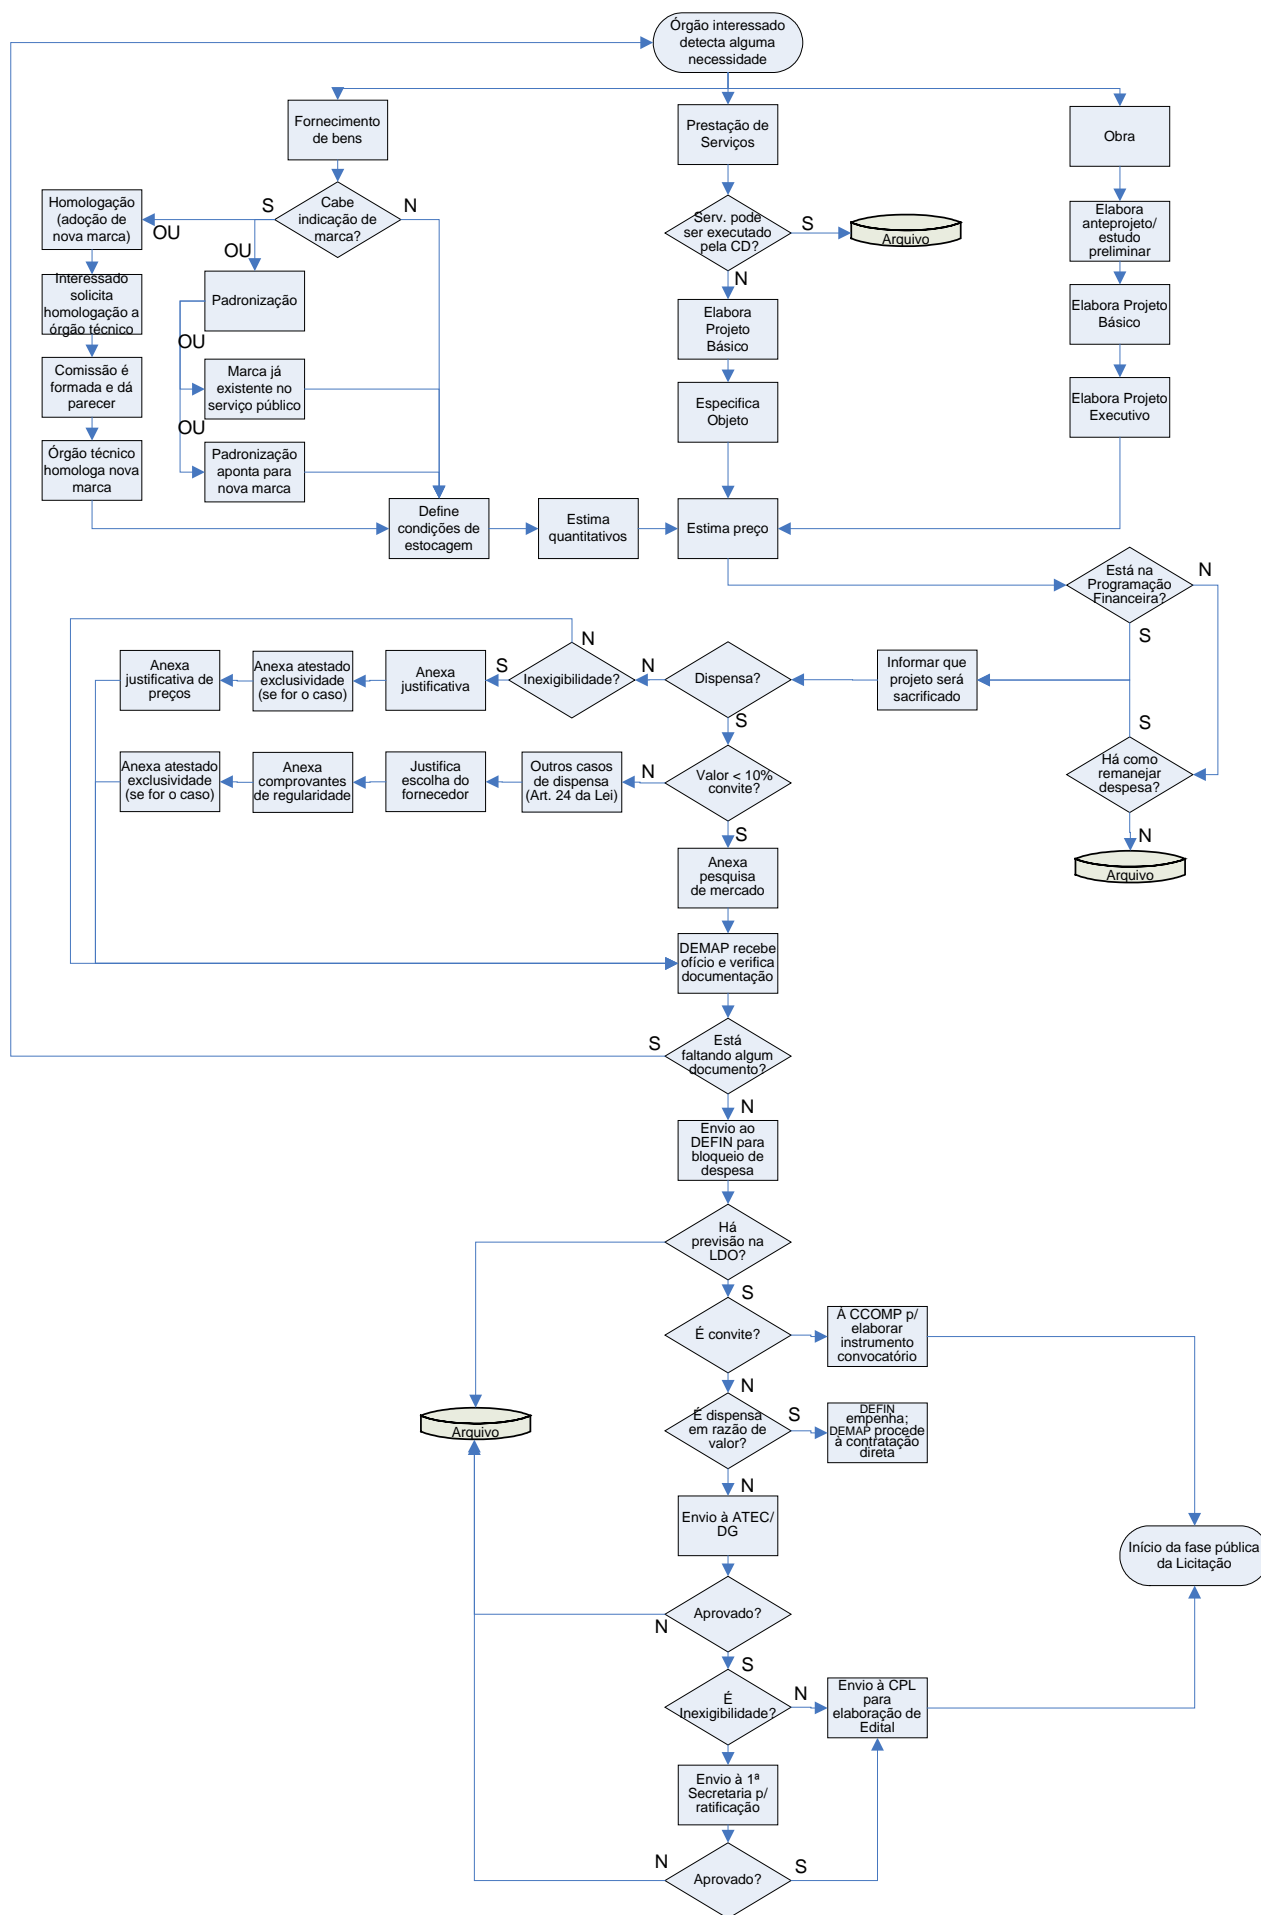 Órgão interessado
detecta alguma
necessidade
Fornecimento
de bens
Prestação de
Serviços
Obra
Homologação
(adoção de
nova marca)
S
OU
Cabe
indicação de
marca?
N
OU
Serv. pode
ser executado
pela CD?
S
Arquivo
N
Elabora
anteprojeto/
estudo
preliminar
Interessado
solicita
homologação a
órgão técnico
Padronização
OU
Elabora
Projeto
Básico
Elabora Projeto
Básico
Comissão é
formada e dá
parecer
Marca já
existente no
serviço público
OU
Especifica
Objeto
Elabora Projeto
Executivo
Órgão técnico
homologa nova
marca
Padronização
aponta para
nova marca
Define
condições de
estocagem
Estima
quantitativos
Estima preço
Está na
Programação
Financeira?
N
S
Anexa
justificativa de
preços
Anexa atestado
exclusividade
(se for o caso)
Anexa
justificativa
S
Inexigibilidade?
N
N
Dispensa?
S
Informar que
projeto será
sacrificado
S
Anexa atestado
exclusividade
(se for o caso)
Anexa
comprovantes
de regularidade
Justifica
escolha do
fornecedor
Outros casos
de dispensa
(Art. 24 da Lei)
N
Valor < 10%
convite?
S
Há como
remanejar
despesa?
N
Arquivo
Anexa
pesquisa
de mercado
DEMAP recebe
ofício e verifica
documentação
S
Está
faltando algum
documento?
N
Envio ao
DEFIN para
bloqueio de
despesa
Há
previsão na
LDO?
S
É convite?
À CCOMP p/
elaborar
instrumento
convocatório
N
Arquivo
É dispensa
em razão de
valor?
S
DEFIN
empenha;
DEMAP procede
à contratação
direta
N
Envio à ATEC/
DG
Início da fase pública
da Licitação
Aprovado?
N
S
É
Inexigibilidade?
N
Envio à CPL
para
elaboração de
Edital
Envio à 1ª
Secretaria p/
ratificação
N
Aprovado?
S